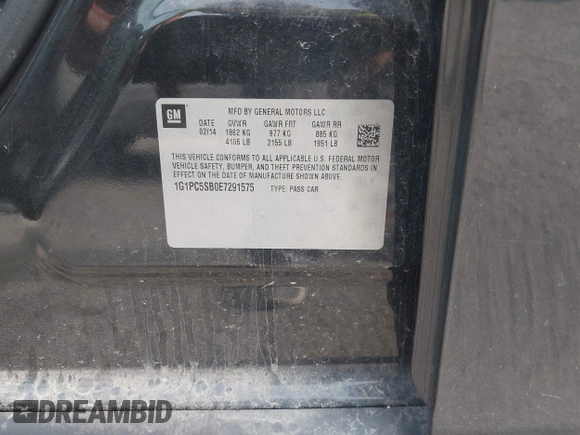 GM
MFD BY GENERAL MOTORS LLC
DATE GVWR GAWR FRT GAWR RR
02/14 1862 KG 977 KG 885 KG
4106 LB 2155 LB 1951 LB
THIS VEHICLE CONFORMS TO ALL APPLICABLE U.S. FEDERAL MOTOR
VEHICLE SAFETY, BUMPER, AND THEFT PREVENTION STANDARDS
IN EFFECT ON THE DATE OF MANUFACTURE SHOWN ABOVE.
1G1PC5SB0E7291575 TYPE: PASS CAR
DREAMBID